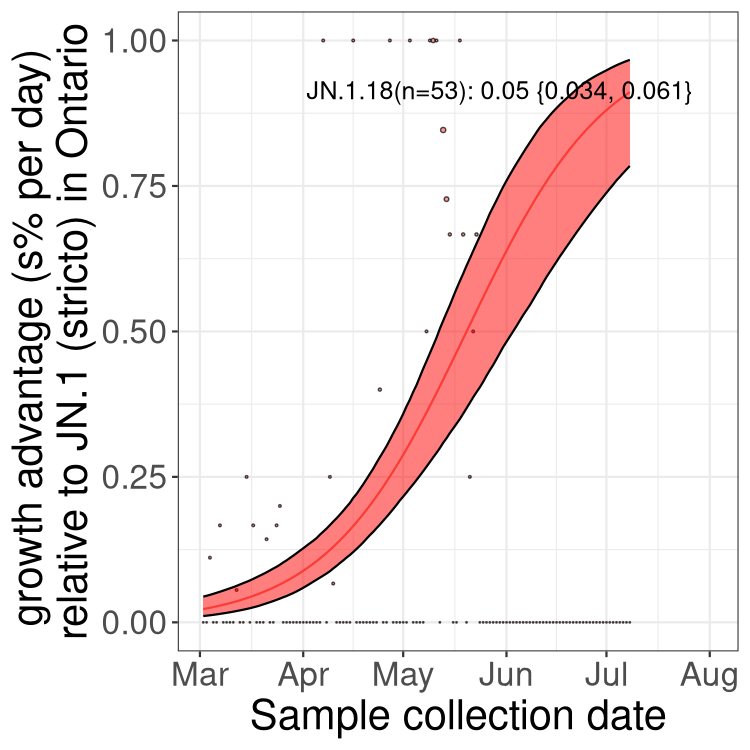 growth advantage (s% per day)
relative to JN.1 (stricto) in Ontario
1.00
0.75
0.50
0.25
0.00
JN.1.18(n=53): 0.05 {0.034, 0.061}
Mar Apr May Jun Jul Aug
Sample collection date